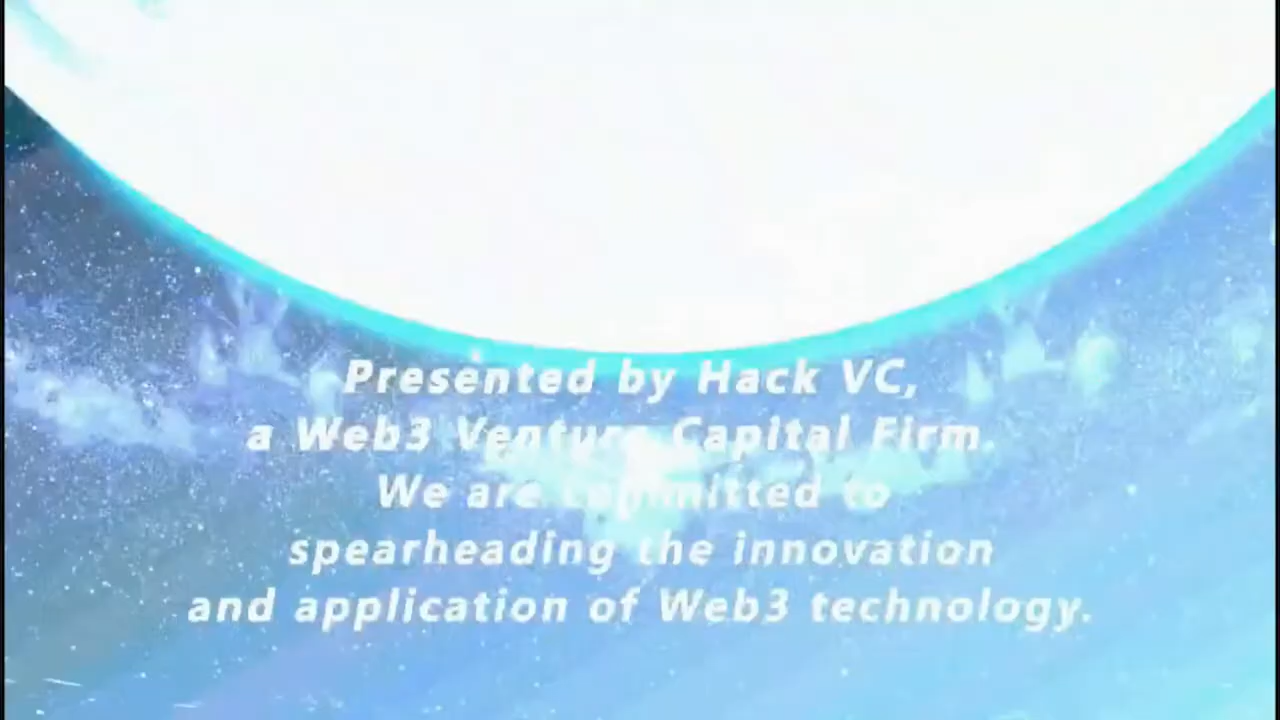 Presented by Hack VC,
a Web3 Venture Capital Firm.
We are committed to
spearheading the innovation
and application of Web3 technology.